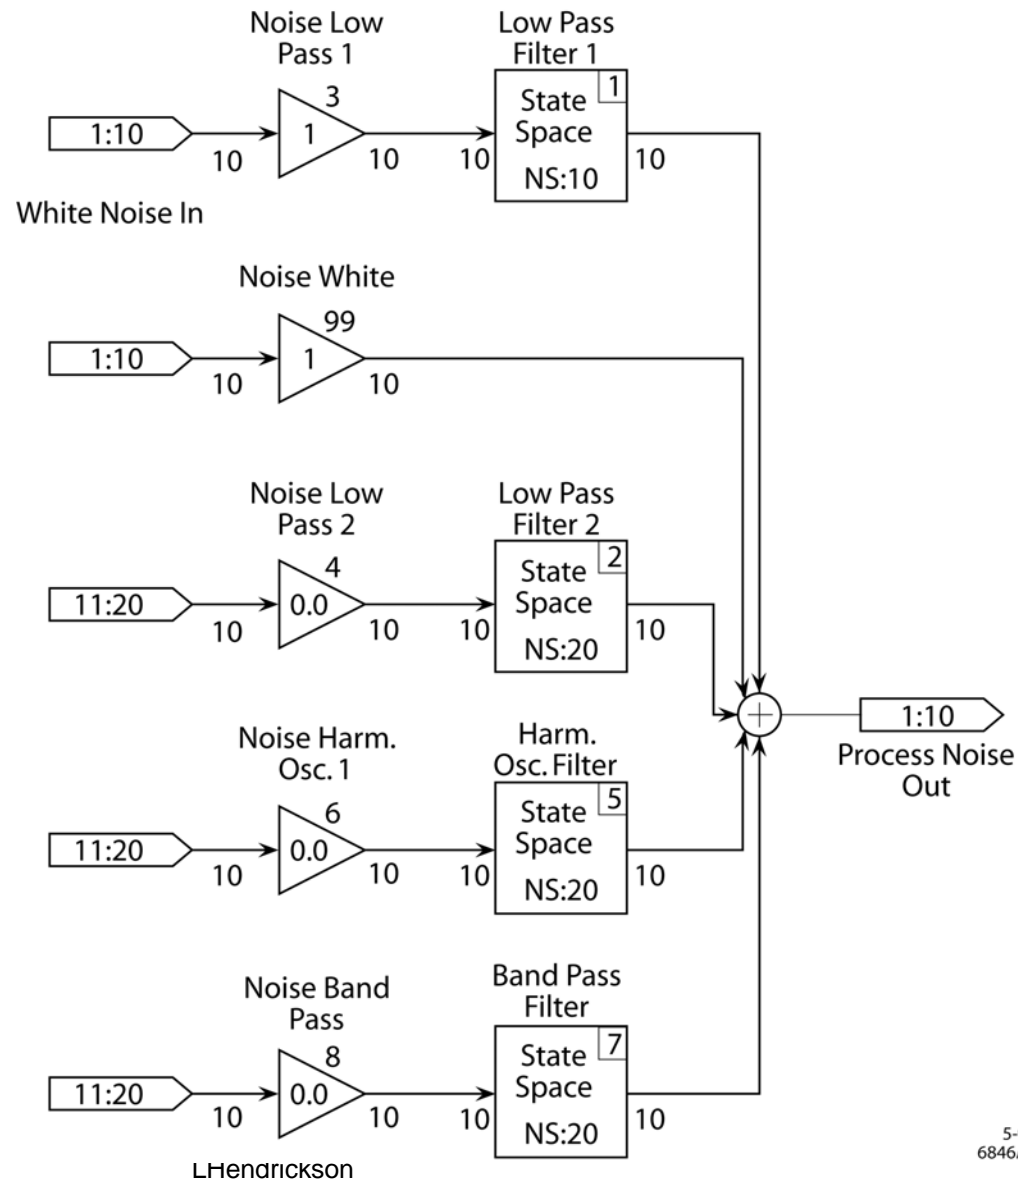 Noise Low
Pass 1
Low Pass
Filter 1
3
1
1:10
1
State
Space
NS:10
10
10
10
10
White Noise In
Noise White
99
1:10
1
10
10
Noise Low
Pass 2
Low Pass
Filter 2
4
2
11:20
0.0
State
Space
NS:20
10
10
10
10
1:10
Process Noise
Out
Noise Harm.
Osc. 1
Harm.
Osc. Filter
6
5
11:20
0.0
State
Space
NS:20
10
10
10
10
Noise Band
Pass
Band Pass
Filter
8
7
11:20
0.0
State
Space
NS:20
10
10
10
10
5-
6846
LHendrickson